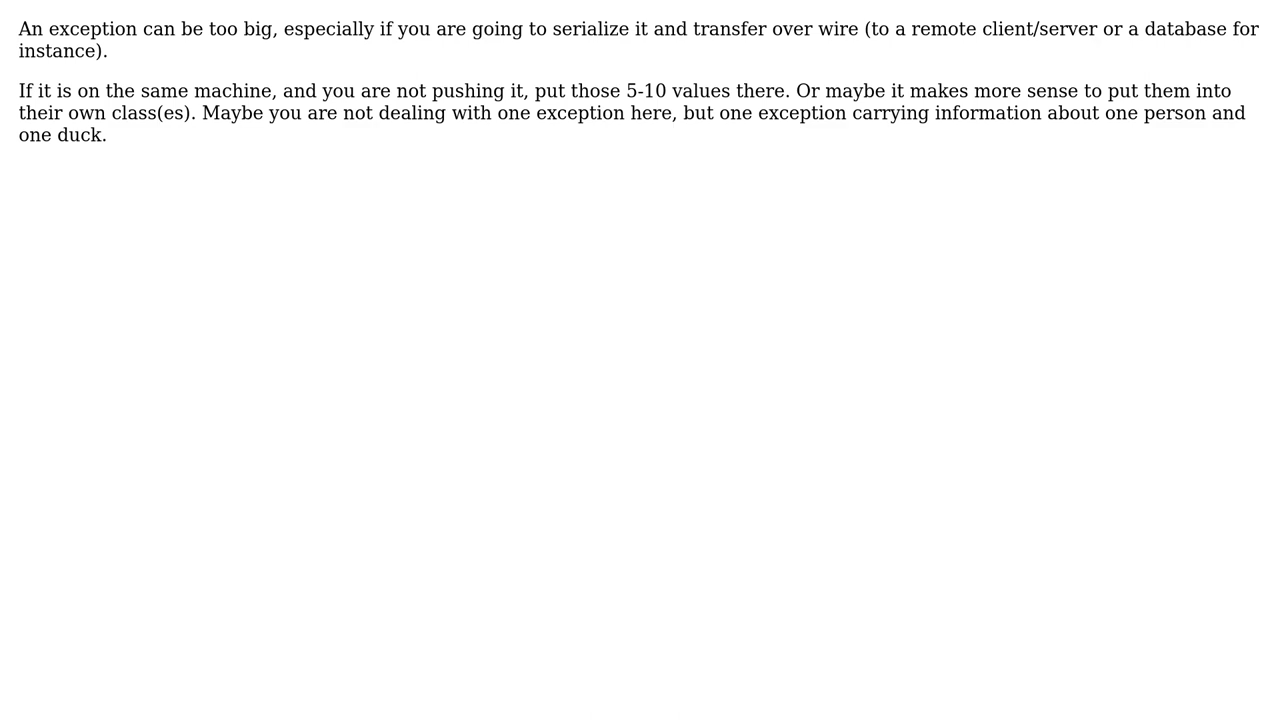 An exception can be too big, especially if you are going to serialize it and transfer over wire (to a remote client/server or a database for
instance).
If it is on the same machine, and you are not pushing it, put those 5-10 values there. Or maybe it makes more sense to put them into
their own class(es). Maybe you are not dealing with one exception here, but one exception carrying information about one person and
one duck.